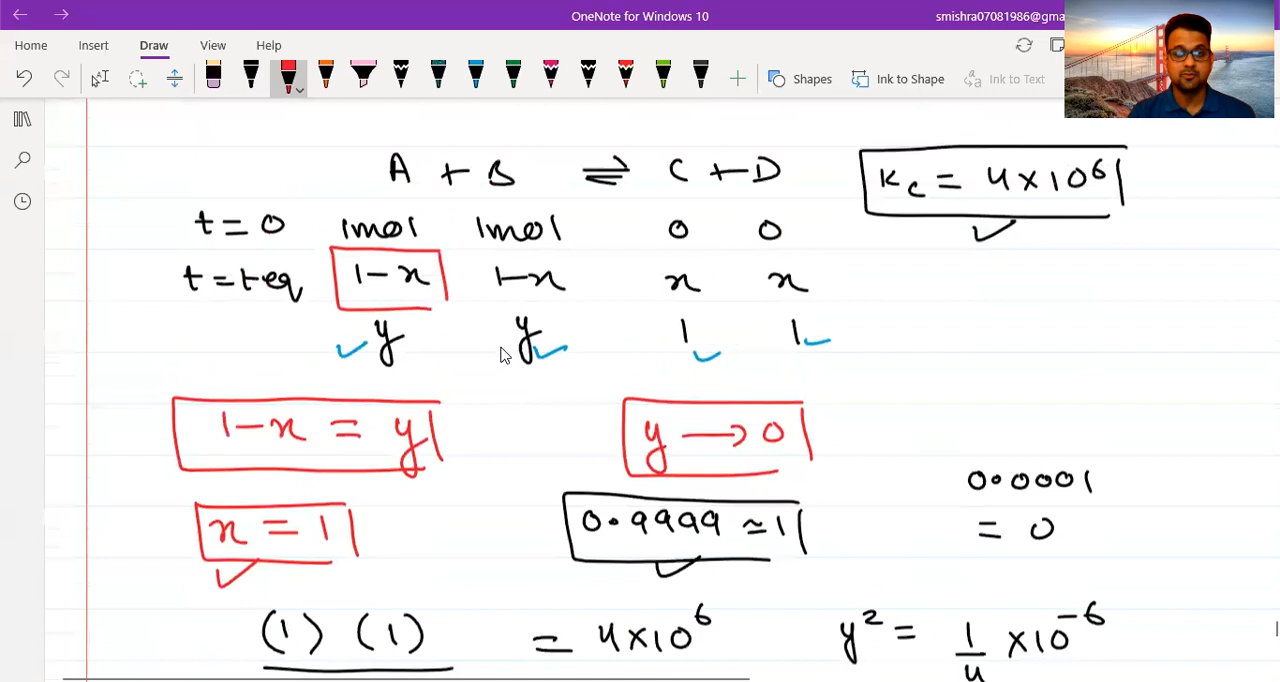 OneNote for Windows 10
smishra07081986@gma
Home Insert Draw View Help
Shapes Ink to Shape Ink to Text
A + B ⇌ C + D
Kc = 4×10⁶
t = 0 1mol 1mol 0 0
t = teq 1-x 1-x x x
y y 1 1
1-x = y
y → 0
0.0001
= 0
x = 1
0.9999 ≃ 1
(1) (1) = 4×10⁶
y² = 1/4 ×10⁻⁶